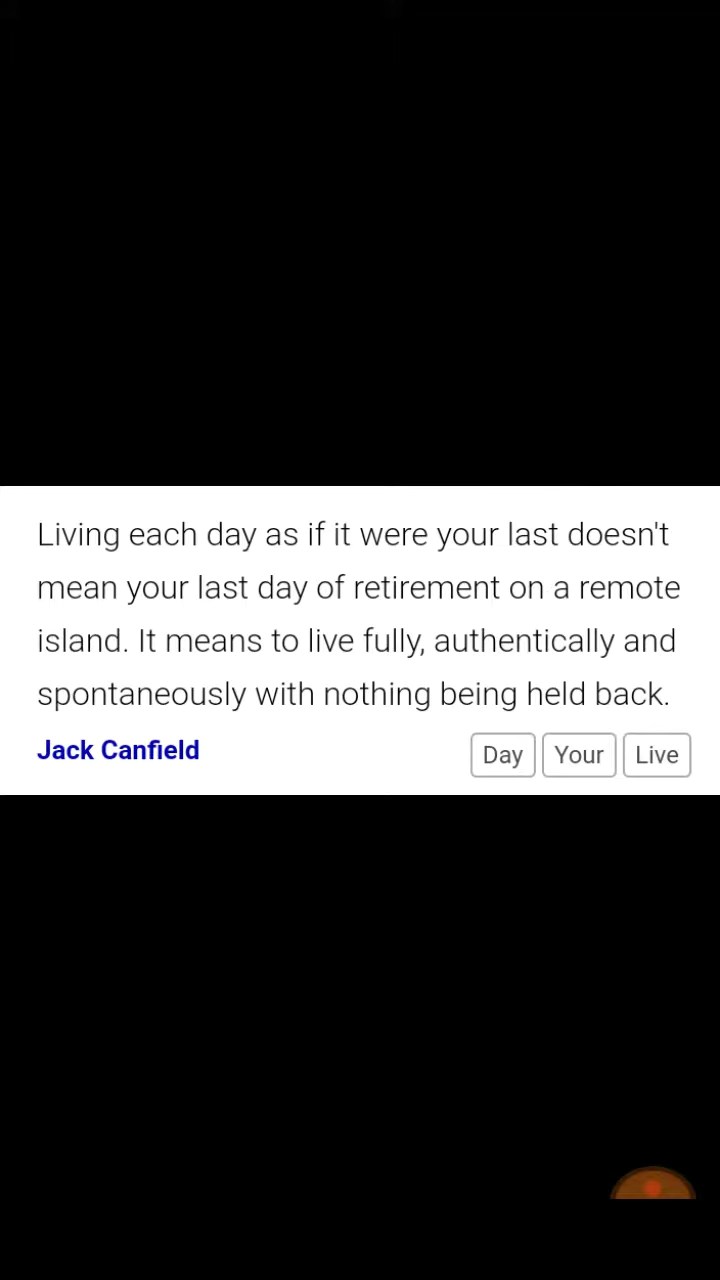 Living each day as if it were your last doesn't
mean your last day of retirement on a remote
island. It means to live fully, authentically and
spontaneously with nothing being held back.
Jack Canfield
Day Your Live